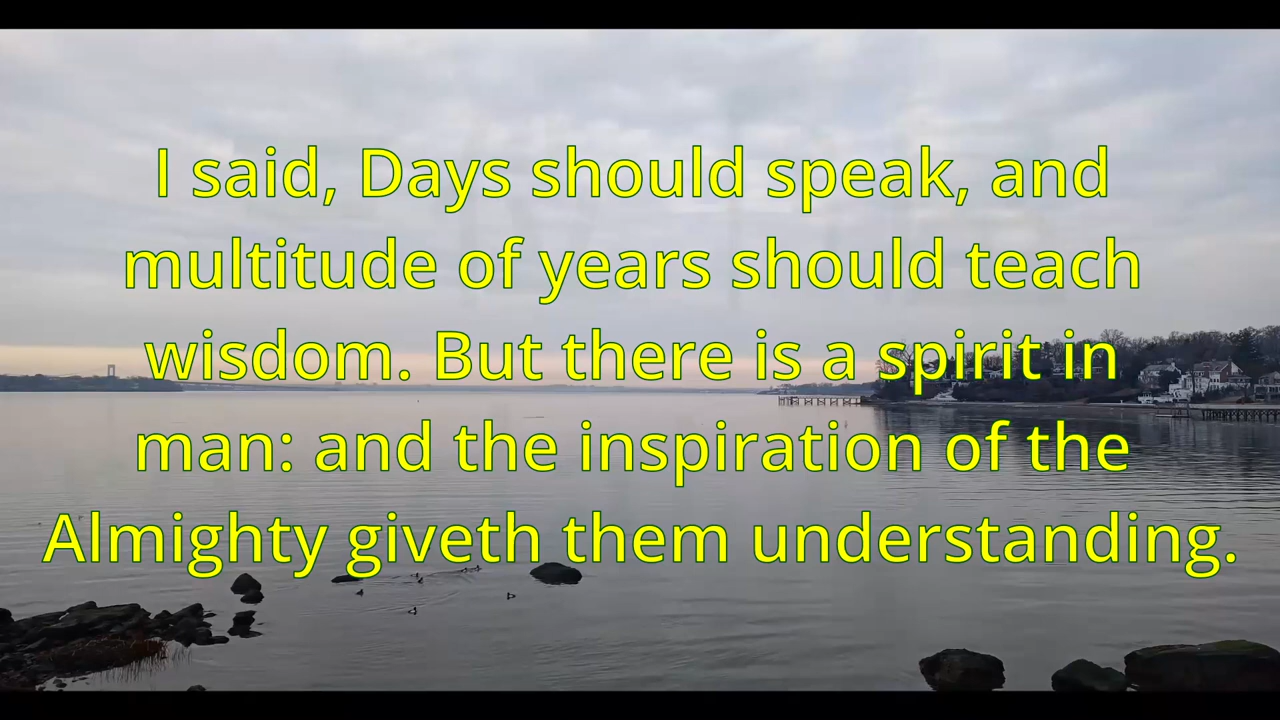 I said, Days should speak, and
multitude of years should teach
wisdom. But there is a spirit in
man: and the inspiration of the
Almighty giveth them understanding.